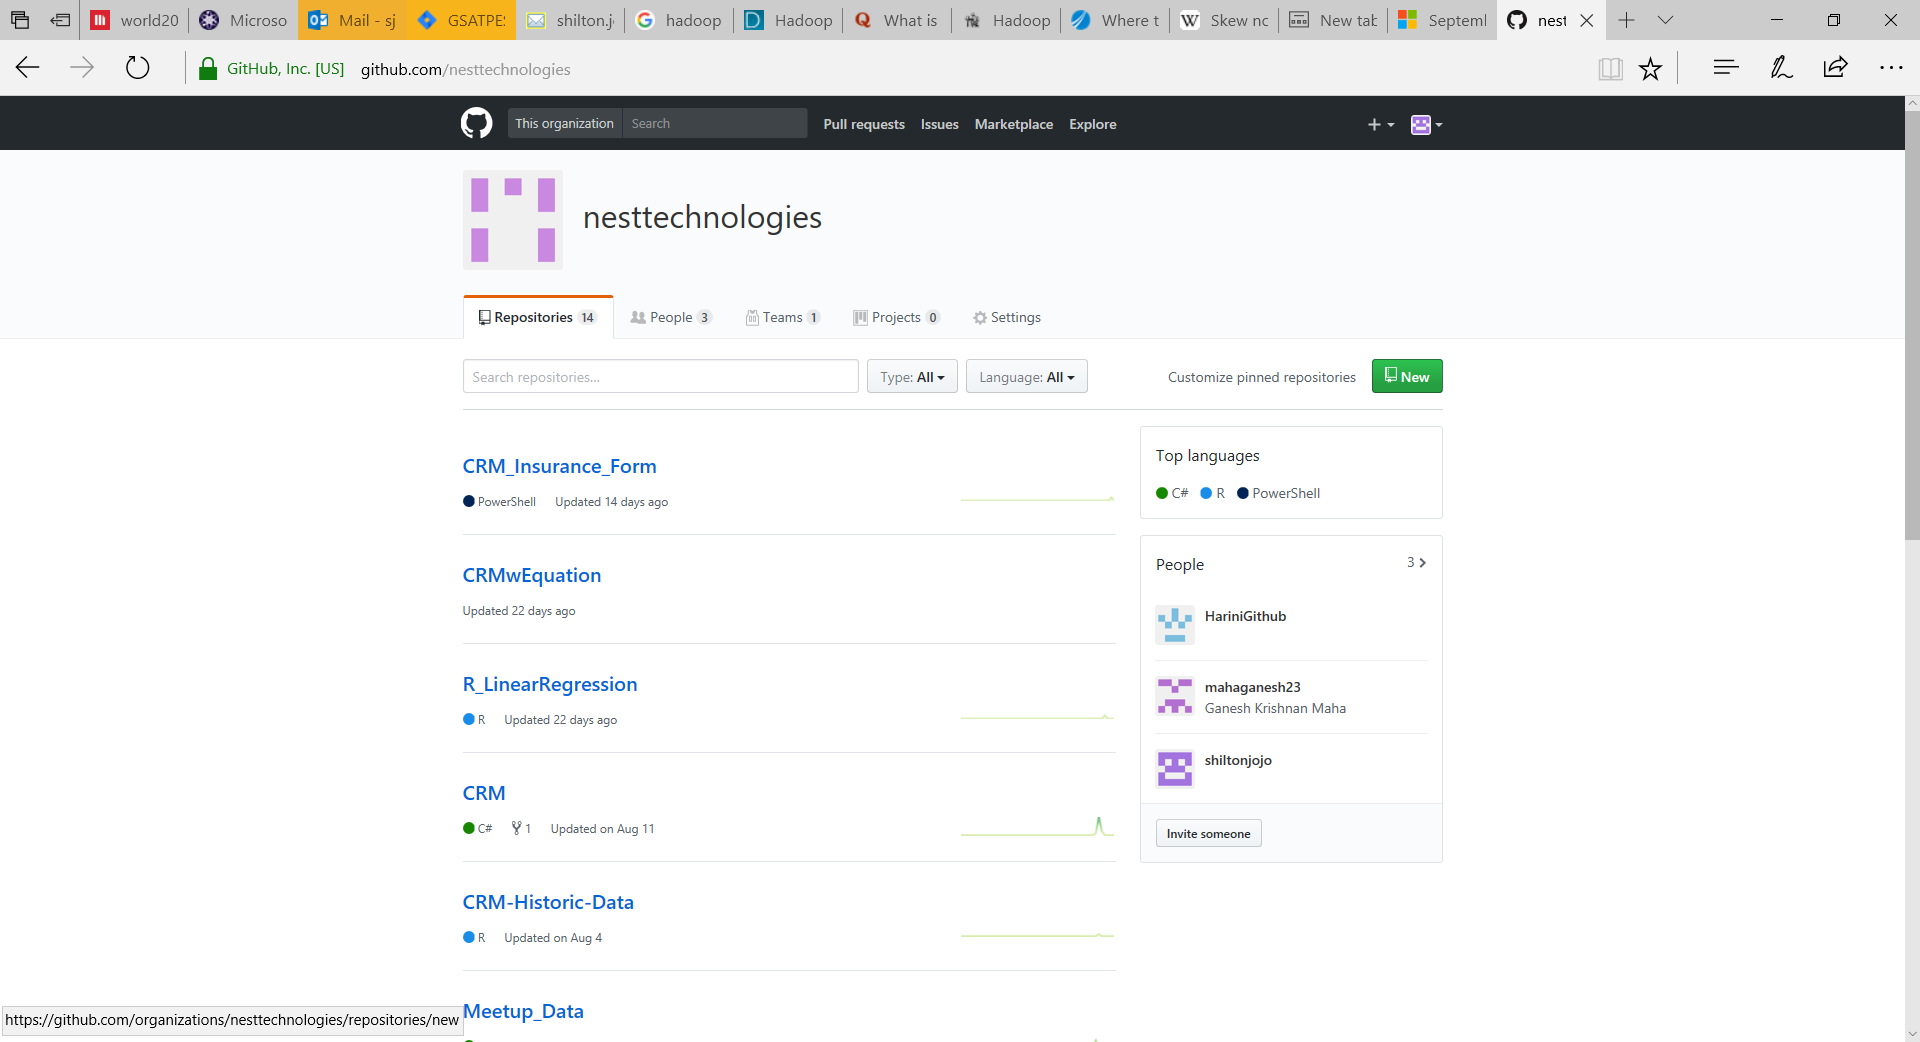 world20
Microso
Mail - sj
GSATPES
shilton.j
hadoop
Hadoop
What is
Hadoop
Where t
Skew no
New tab
Septeml
nest
GitHub, Inc. [US]
github.com/nesttechnologies
This organization
Search
Pull requests
Issues
Marketplace
Explore
nesttechnologies
Repositories 14
People 3
Teams 1
Projects 0
Settings
Search repositories...
Type: All
Language: All
Customize pinned repositories
New
CRM_Insurance_Form
PowerShell Updated 14 days ago
CRMwEquation
Updated 22 days ago
R_LinearRegression
R Updated 22 days ago
CRM
C# 1 Updated on Aug 11
CRM-Historic-Data
R Updated on Aug 4
Meetup_Data
Top languages
C# R PowerShell
People 3
HariniGithub
mahaganesh23
Ganesh Krishnan Maha
shiltonjojo
Invite someone
https://github.com/organizations/nesttechnologies/repositories/new